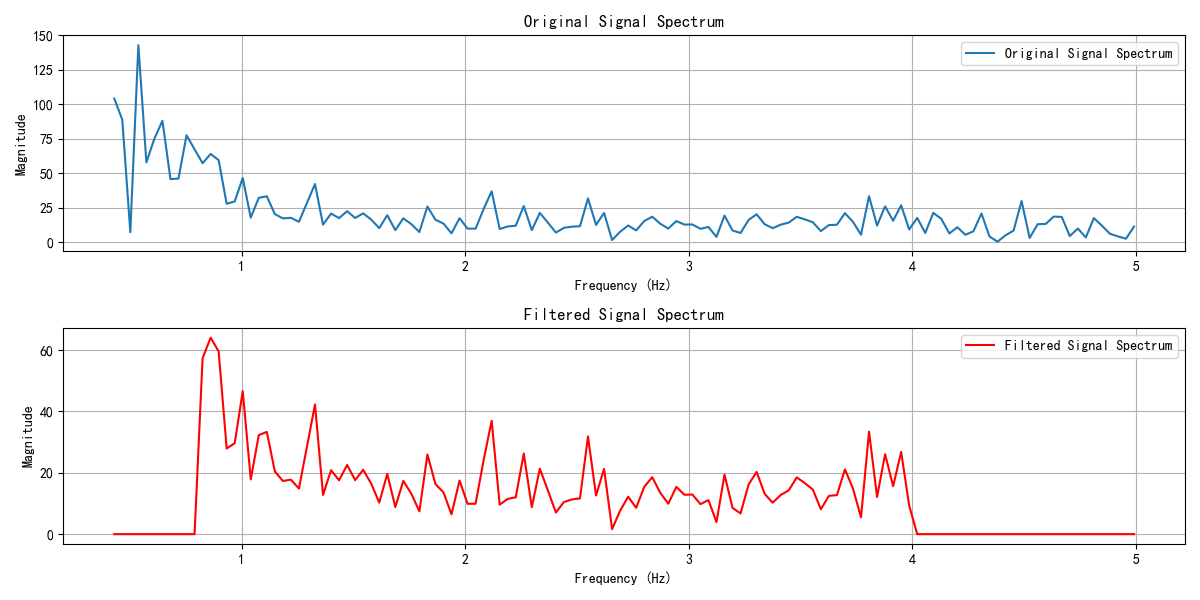 Original Signal Spectrum
Original Signal Spectrum
Magnitude
150
125
100
75
50
25
0
1
2
3
4
5
Frequency (Hz)
Filtered Signal Spectrum
Filtered Signal Spectrum
Magnitude
60
40
20
0
1
2
3
4
5
Frequency (Hz)